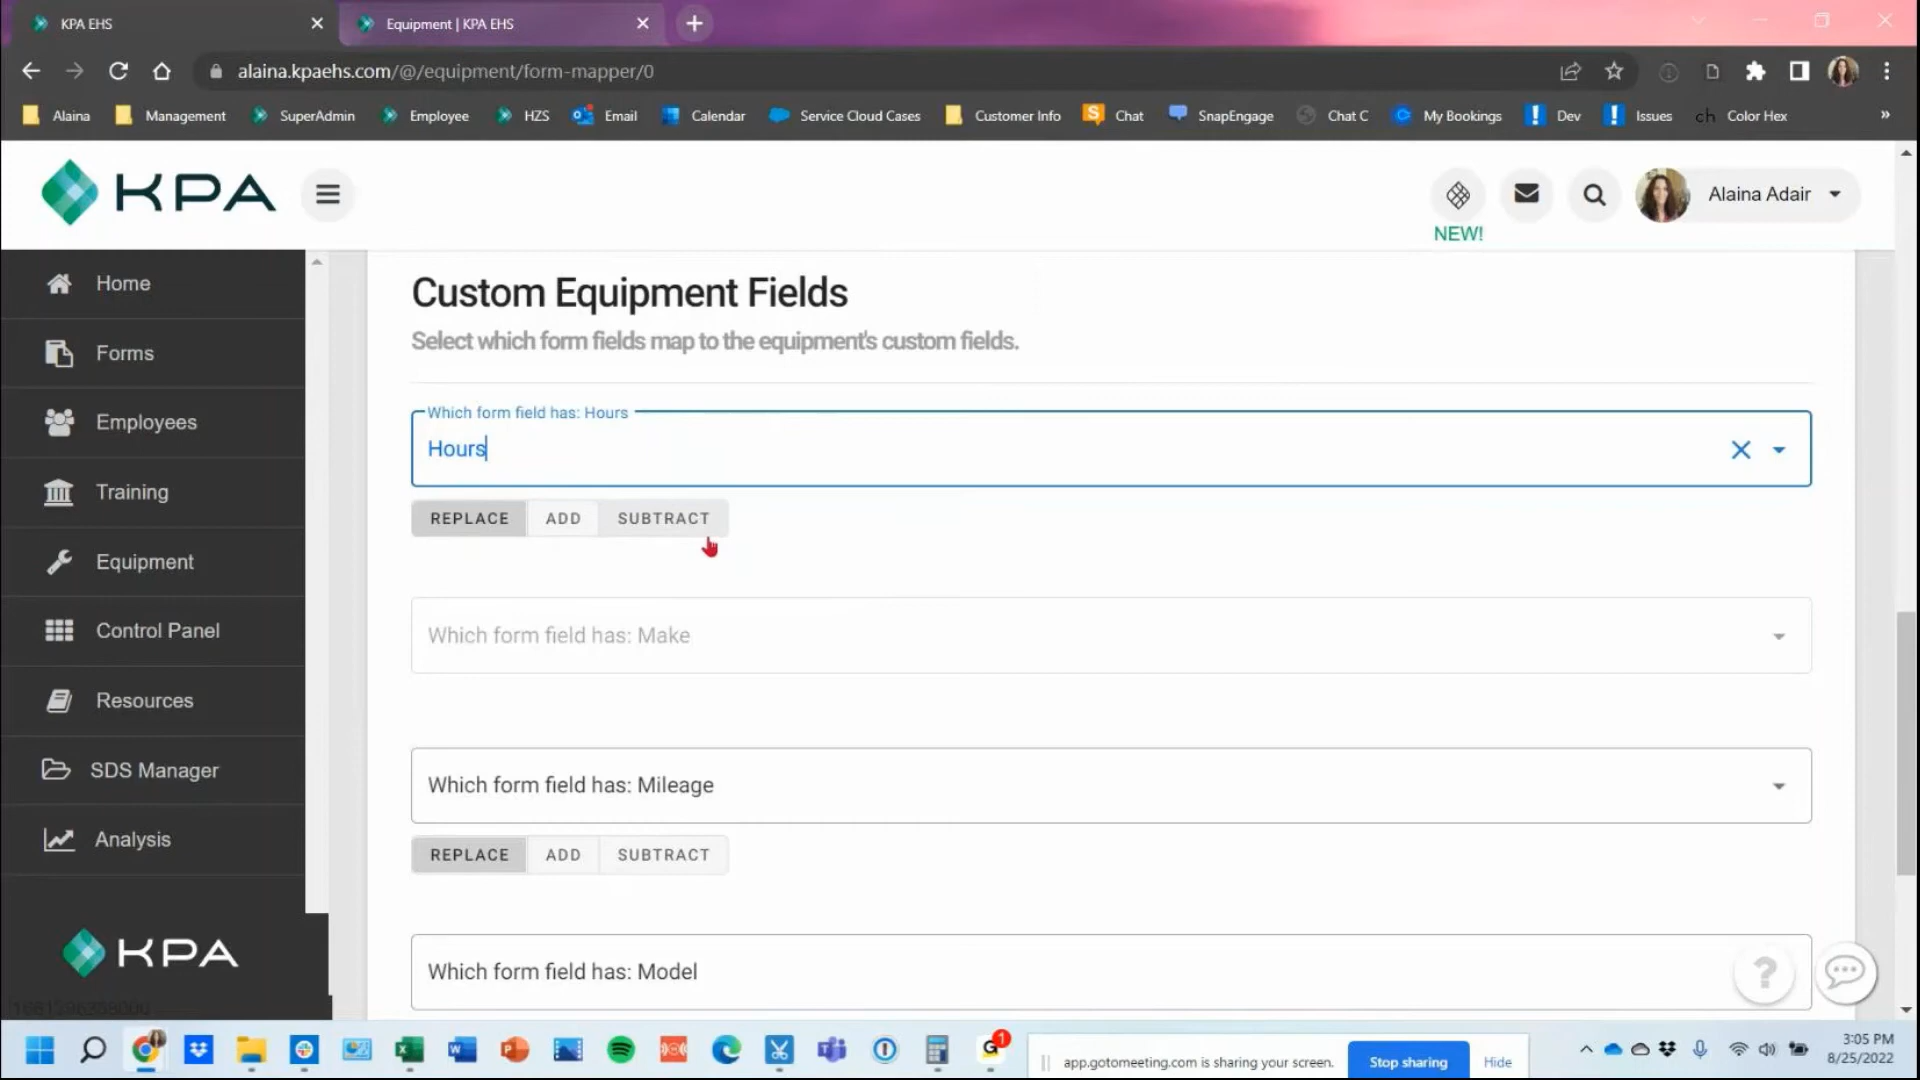 KPA EHS
Equipment | KPA EHS
alaina.kpaehs.com/@/equipment/form-mapper/0
Alaina
Management
SuperAdmin
Employee
HZS
Email
Calendar
Service Cloud Cases
Customer Info
Chat
SnapEngage
Chat C
My Bookings
Dev
Issues
ch Color Hex
KPA
NEW!
Alaina Adair
Home
Forms
Employees
Training
Equipment
Control Panel
Resources
SDS Manager
Analysis
KPA
Custom Equipment Fields
Select which form fields map to the equipment's custom fields.
Which form field has: Hours
Hours
REPLACE ADD SUBTRACT
Which form field has: Make
Which form field has: Mileage
REPLACE ADD SUBTRACT
Which form field has: Model
app.gotomeeting.com is sharing your screen.
Stop sharing
Hide
3:05 PM
8/25/2022